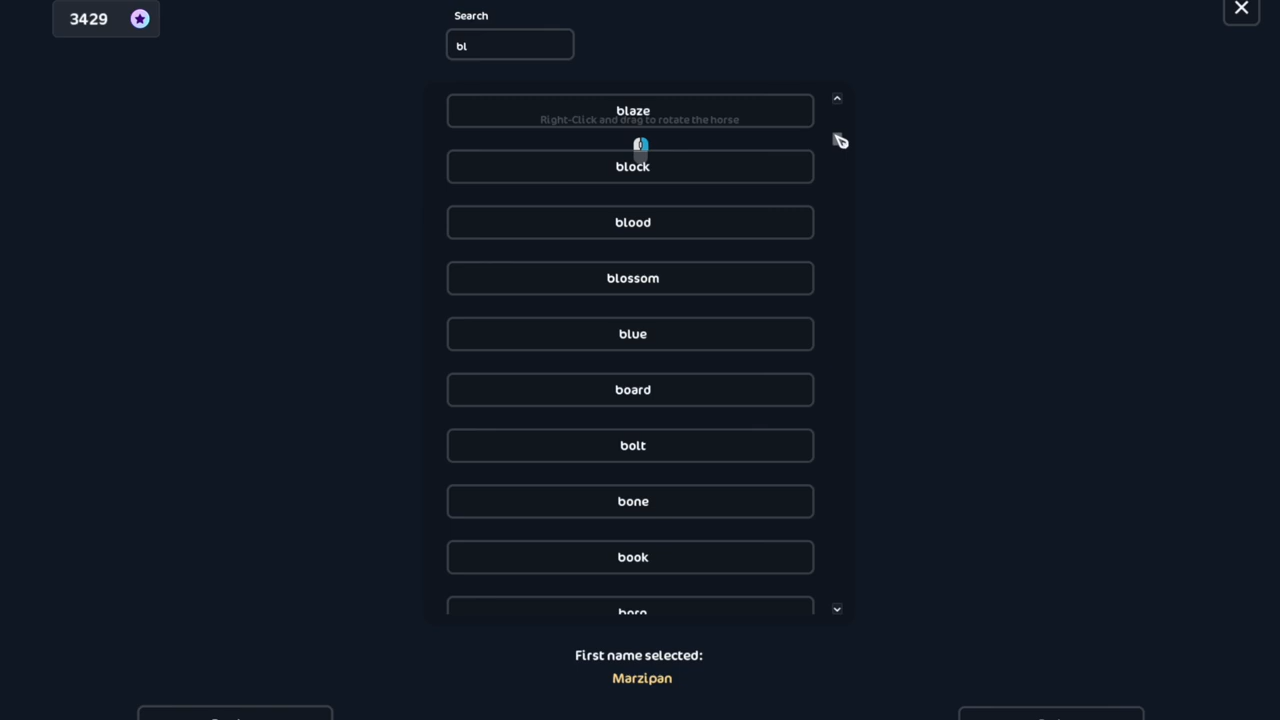 3429
Search
bl
blaze
Right-Click and drag to rotate the horse
block
blood
blossom
blue
board
bolt
bone
book
First name selected:
Marzipan